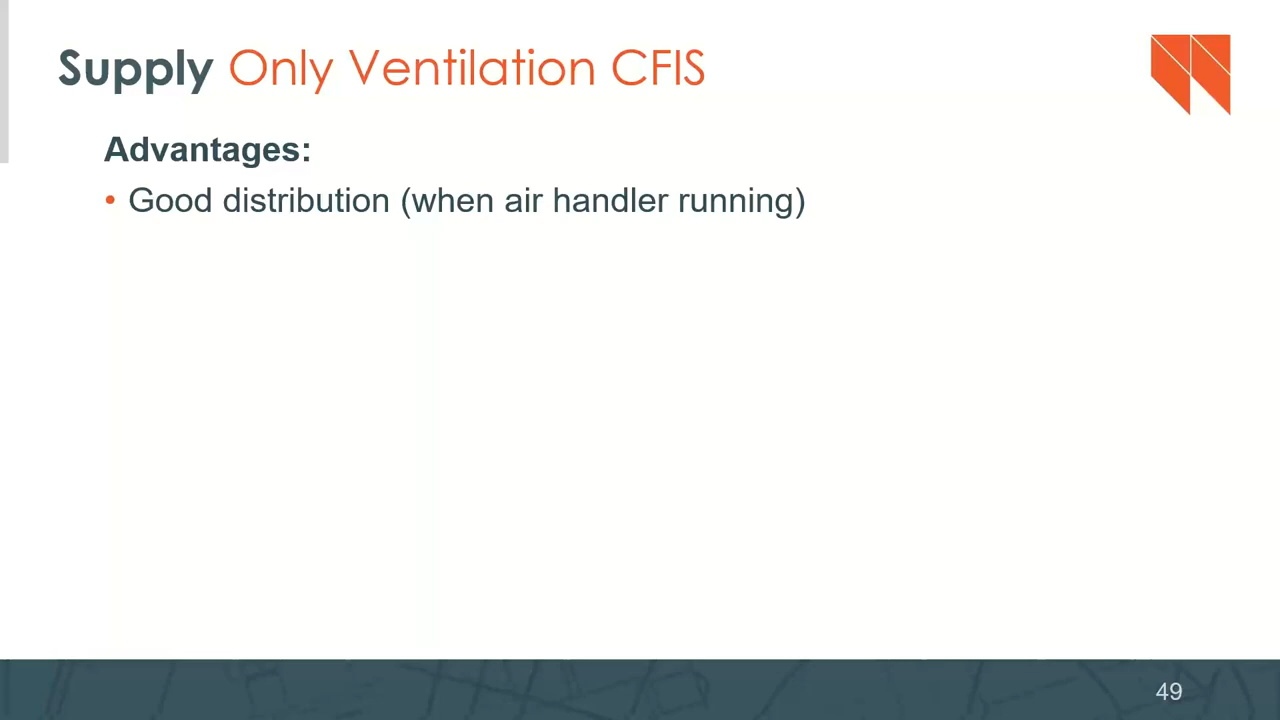 Supply Only Ventilation CFIS
Advantages:
• Good distribution (when air handler running)
49